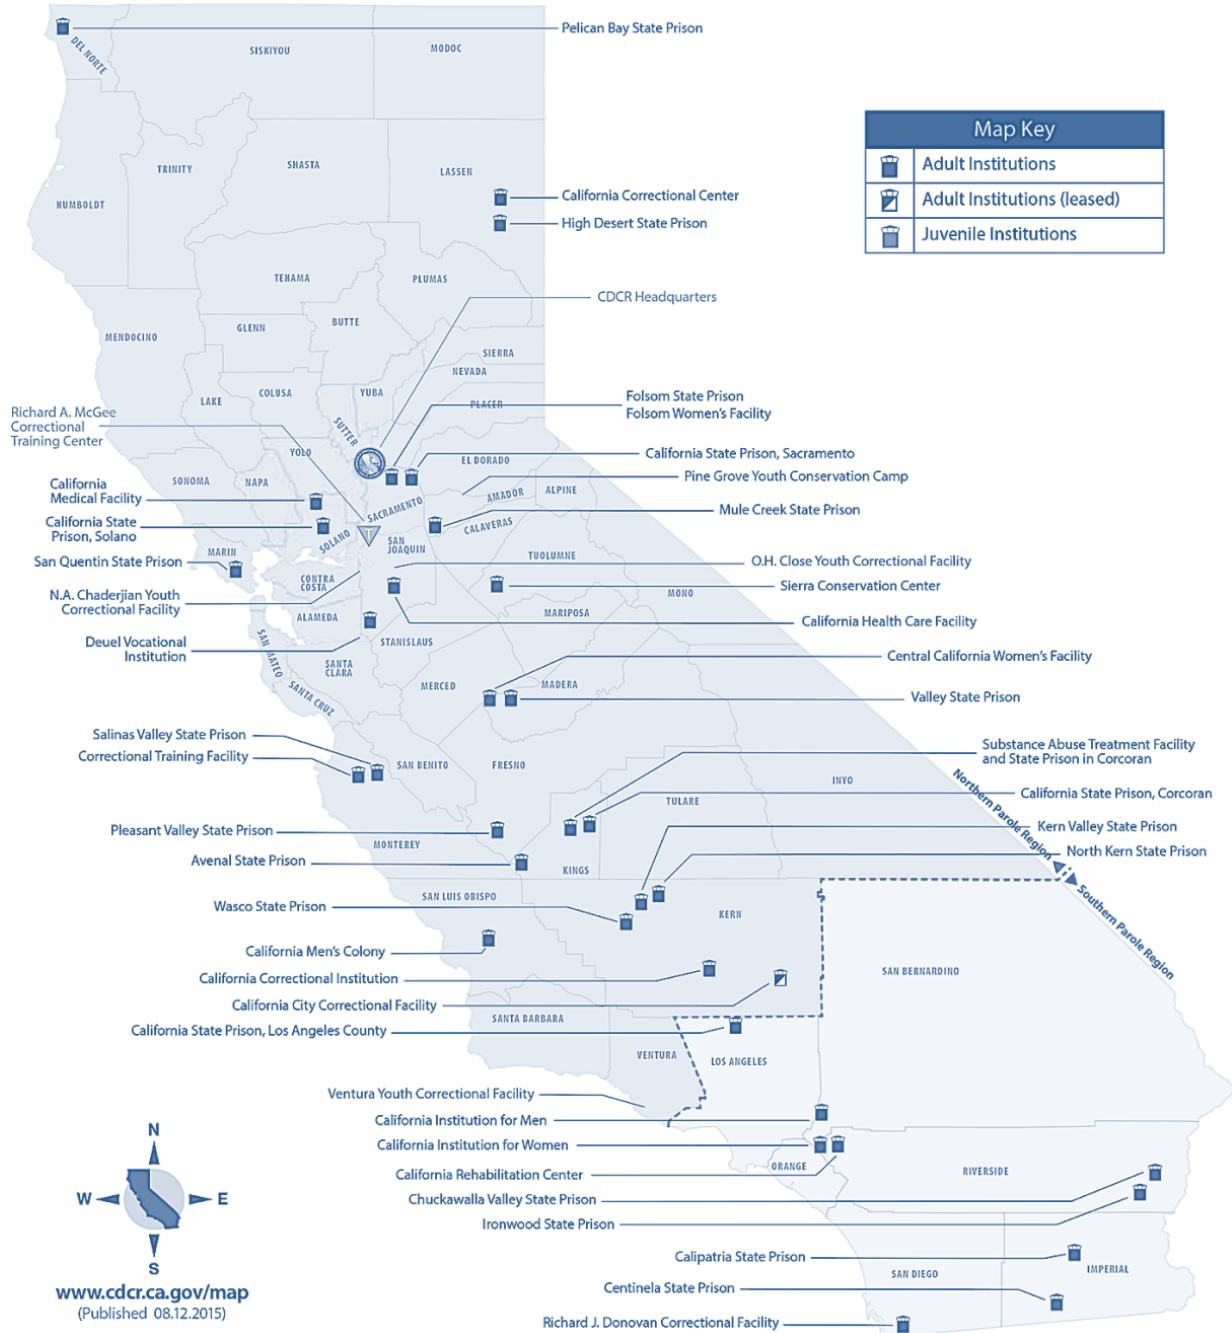 Pelican Bay State Prison
DEL NORTE
SISKIYOU
MODOC
Map Key
Adult Institutions
Adult Institutions (leased)
Juvenile Institutions
TRINITY
SHASTA
LASSEN
HUMBOLDT
California Correctional Center
High Desert State Prison
TEHAMA
PLUMAS
CDCR Headquarters
MENDOCINO
GLENN
BUTTE
SIERRA
NEVADA
LAKE
COLUSA
YUBA
PLACER
SUTTER
Folsom State Prison
Folsom Women's Facility
Richard A. McGee
Correctional
Training Center
YOLO
EL DORADO
California State Prison, Sacramento
Pine Grove Youth Conservation Camp
SONOMA
NAPA
California
Medical Facility
SACRAMENTO
AMADOR
ALPINE
Mule Creek State Prison
California State
Prison, Solano
SOLANO
SAN
JOAQUIN
CALAVERAS
MARIN
San Quentin State Prison
TUOLUMNE
O.H. Close Youth Correctional Facility
CONTRA
COSTA
MONO
Sierra Conservation Center
N.A. Chaderjian Youth
Correctional Facility
ALAMEDA
MARIPOSA
California Health Care Facility
Deuel Vocational
Institution
SAN MATEO
STANISLAUS
SANTA
CLARA
Central California Women's Facility
SANTA CRUZ
MERCED
MADERA
Valley State Prison
Salinas Valley State Prison
Correctional Training Facility
SAN BENITO
FRESNO
Substance Abuse Treatment Facility
and State Prison in Corcoran
INYO
TULARE
California State Prison, Corcoran
Northern Parole Region
Pleasant Valley State Prison
MONTEREY
Kern Valley State Prison
Avenal State Prison
KINGS
North Kern State Prison
Southern Parole Region
SAN LUIS OBISPO
Wasco State Prison
KERN
California Men's Colony
SAN BERNARDINO
California Correctional Institution
California City Correctional Facility
SANTA BARBARA
California State Prison, Los Angeles County
VENTURA
LOS ANGELES
Ventura Youth Correctional Facility
California Institution for Men
California Institution for Women
ORANGE
RIVERSIDE
California Rehabilitation Center
Chuckawalla Valley State Prison
Ironwood State Prison
Calipatria State Prison
SAN DIEGO
IMPERIAL
Centinela State Prison
Richard J. Donovan Correctional Facility
N
W
E
S
www.cdcr.ca.gov/map
(Published 08.12.2015)